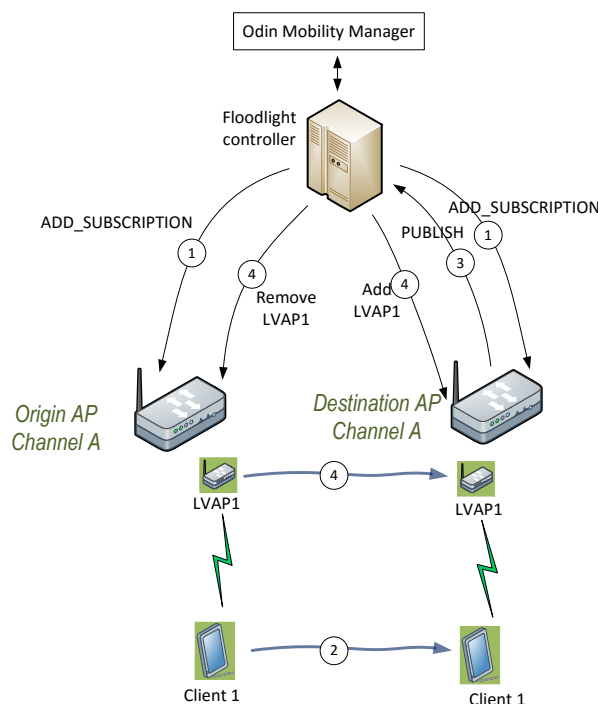 Odin Mobility Manager
Floodlight
controller
ADD_SUBSCRIPTION
1
4
Remove
LVAP1
Add
4
LVAP1
PUBLISH
3
ADD_SUBSCRIPTION
1
Origin AP
Channel A
Destination AP
Channel A
LVAP1
4
LVAP1
2
Client 1
Client 1